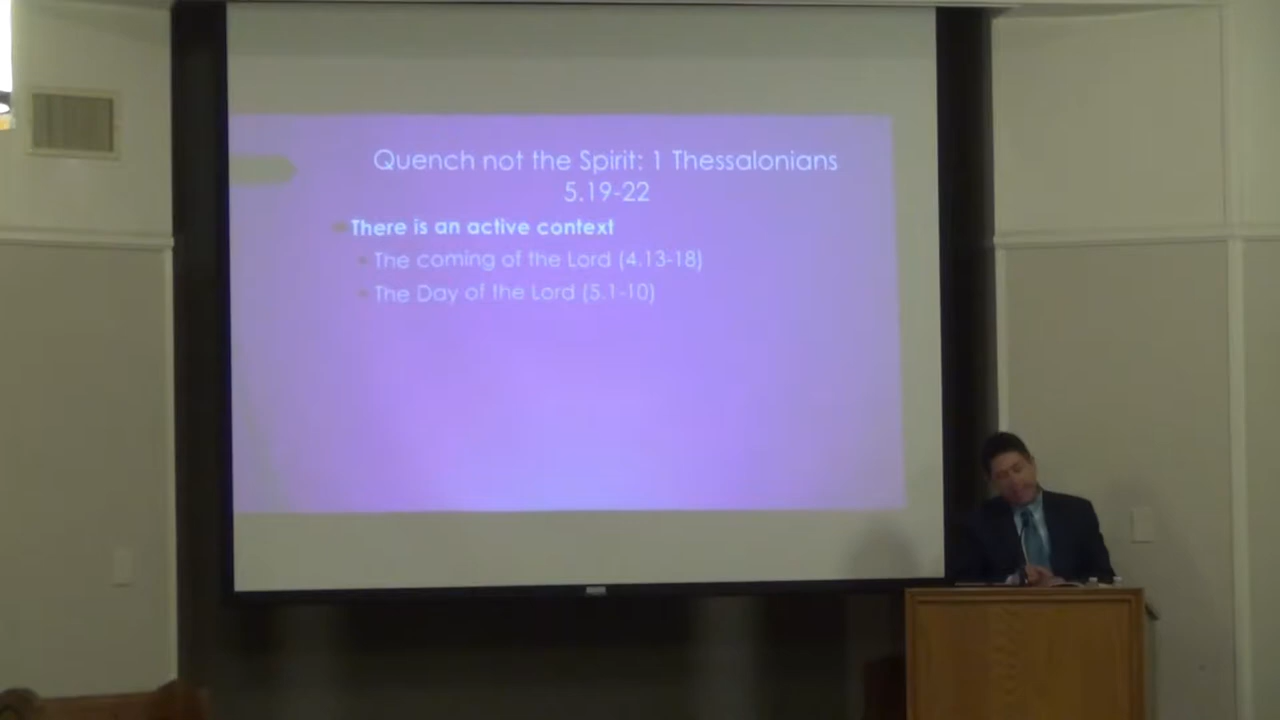 Quench not the Spirit: 1 Thessalonians
5.19-22
There is an active context
The coming of the Lord (4.13-18)
The Day of the Lord (5.1-10)